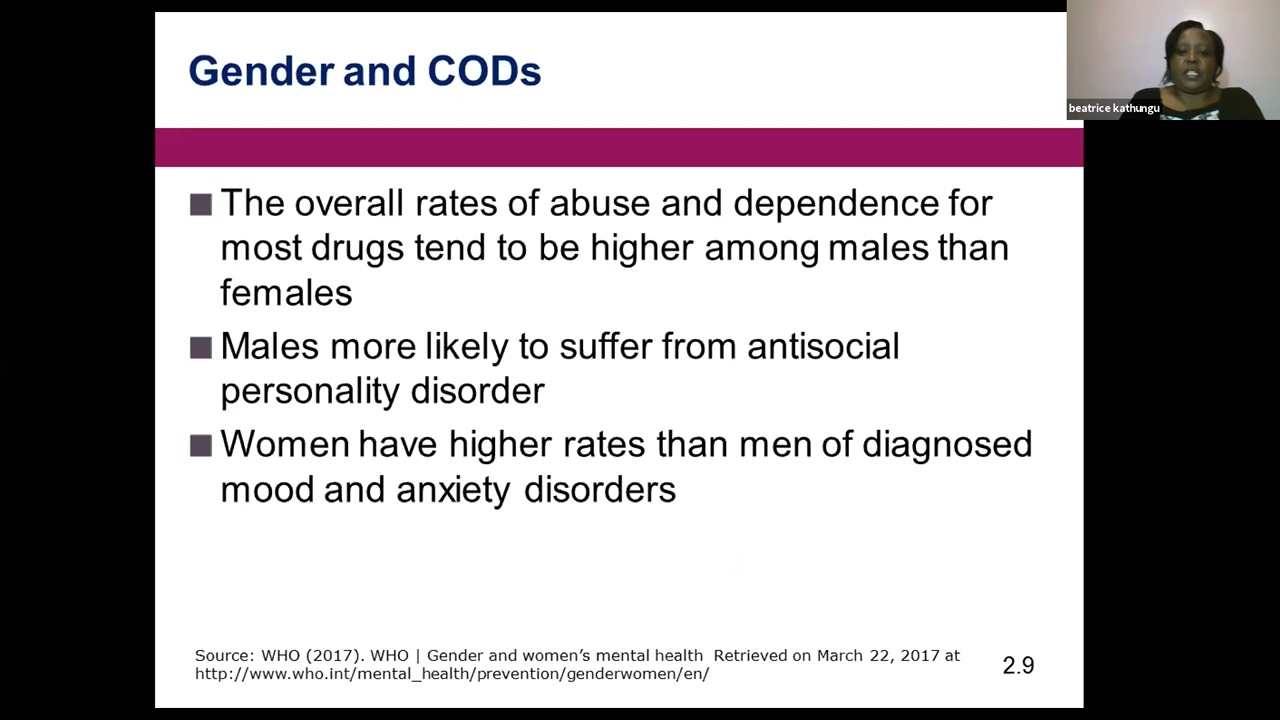 Gender and CODs
beatrice kathungu
The overall rates of abuse and dependence for
most drugs tend to be higher among males than
females
Males more likely to suffer from antisocial
personality disorder
Women have higher rates than men of diagnosed
mood and anxiety disorders
Source: WHO (2017). WHO | Gender and women’s mental health Retrieved on March 22, 2017 at
http://www.who.int/mental_health/prevention/genderwomen/en/
2.9